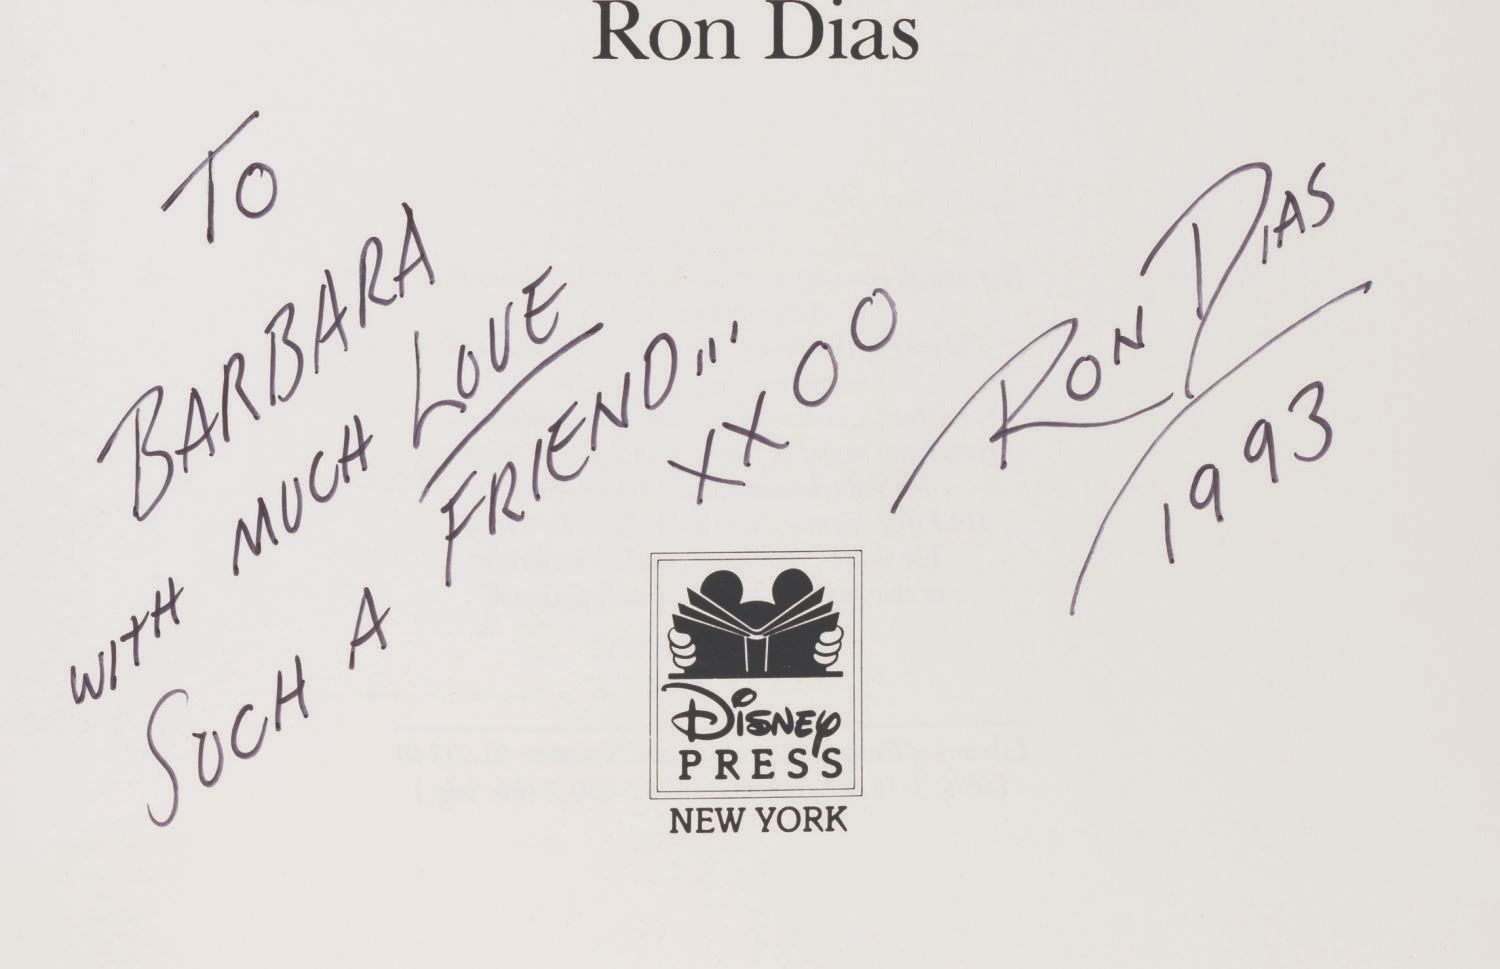 Ron Dias
TO
BARBARA
WITH MUCH LOVE
SUCH A FRIEND...
XXOO
RON DIAS
1993
DISNEY
PRESS
NEW YORK